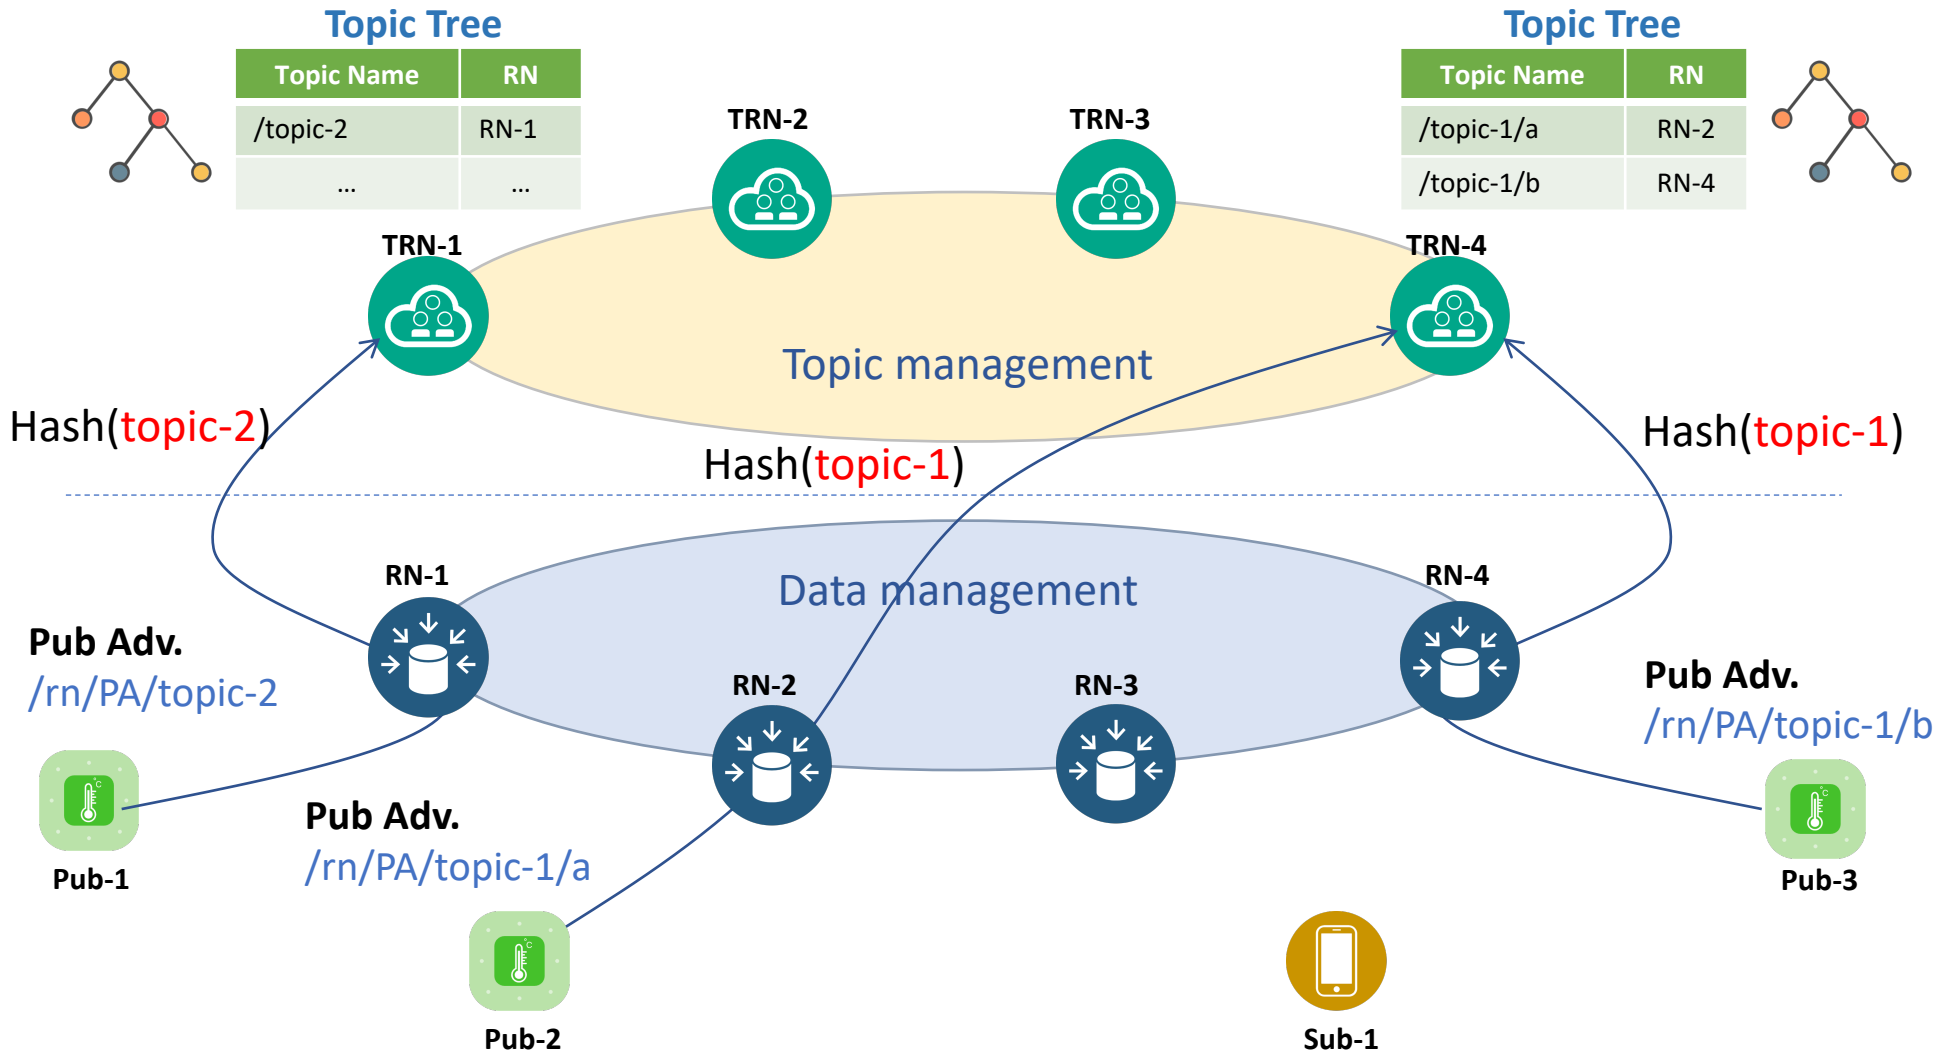 Topic Tree
Topic Name RN
/topic-2 RN-1
... ...
Topic Tree
Topic Name RN
/topic-1/a RN-2
/topic-1/b RN-4
TRN-2
TRN-3
TRN-1
TRN-4
Topic management
Hash(topic-2)
Hash(topic-1)
Hash(topic-1)
RN-1
RN-4
Data management
RN-2
RN-3
Pub Adv.
/rn/PA/topic-2
Pub Adv.
/rn/PA/topic-1/b
Pub Adv.
/rn/PA/topic-1/a
°C
°C
°C
Pub-1
Pub-3
Pub-2
Sub-1